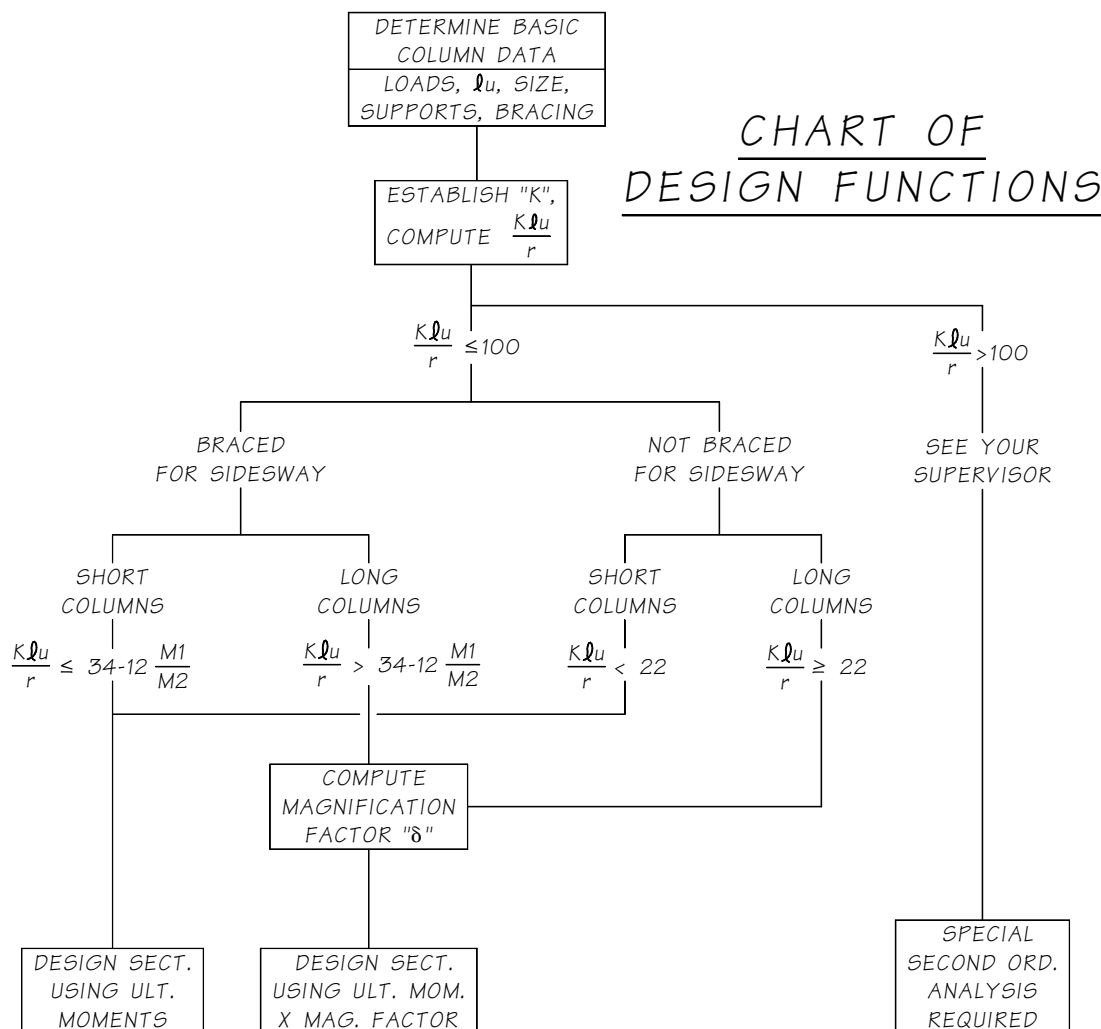 DETERMINE BASIC
COLUMN DATA
LOADS, ℓu, SIZE,
SUPPORTS, BRACING
CHART OF
DESIGN FUNCTIONS
ESTABLISH "K",
COMPUTE Kℓu
r
Kℓu
r ≤100
Kℓu
r >100
BRACED
FOR SIDESWAY
NOT BRACED
FOR SIDESWAY
SEE YOUR
SUPERVISOR
SHORT
COLUMNS
LONG
COLUMNS
SHORT
COLUMNS
LONG
COLUMNS
Kℓu
r ≤ 34-12 M1
M2
Kℓu
r > 34-12 M1
M2
Kℓu
r < 22
Kℓu
r ≥ 22
COMPUTE
MAGNIFICATION
FACTOR "δ"
DESIGN SECT.
USING ULT.
MOMENTS
DESIGN SECT.
USING ULT. MOM.
X MAG. FACTOR
SPECIAL
SECOND ORD.
ANALYSIS
REQUIRED